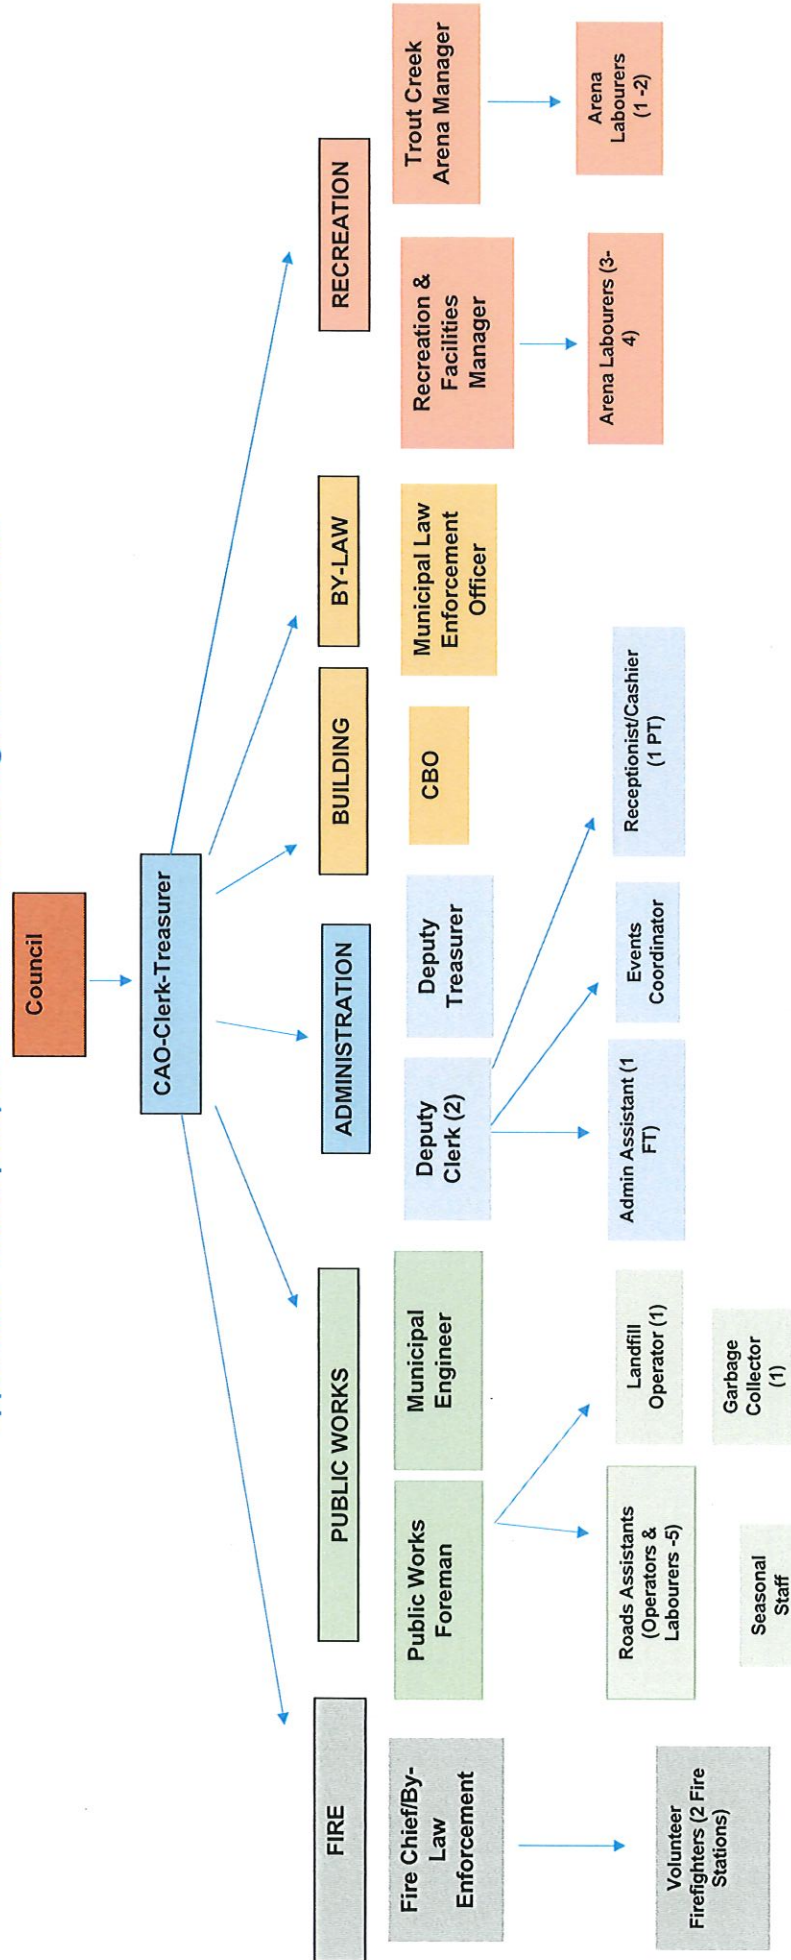 Council
CAO-Clerk-Treasurer
FIRE
PUBLIC WORKS
ADMINISTRATION
BUILDING
BY-LAW
RECREATION
Fire Chief/By-
Law
Enforcement
Public Works
Foreman
Municipal
Engineer
Deputy
Clerk (2)
Deputy
Treasurer
CBO
Municipal Law
Enforcement
Officer
Recreation &
Facilities
Manager
Trout Creek
Arena Manager
Volunteer
Firefighters (2 Fire
Stations)
Roads Assistants
(Operators &
Labourers -5)
Landfill
Operator (1)
Admin Assistant (1
FT)
Events
Coordinator
Receptionist/Cashier
(1 PT)
Arena Labourers (3-
4)
Arena
Labourers
(1 -2)
Seasonal
Staff
Garbage
Collector
(1)